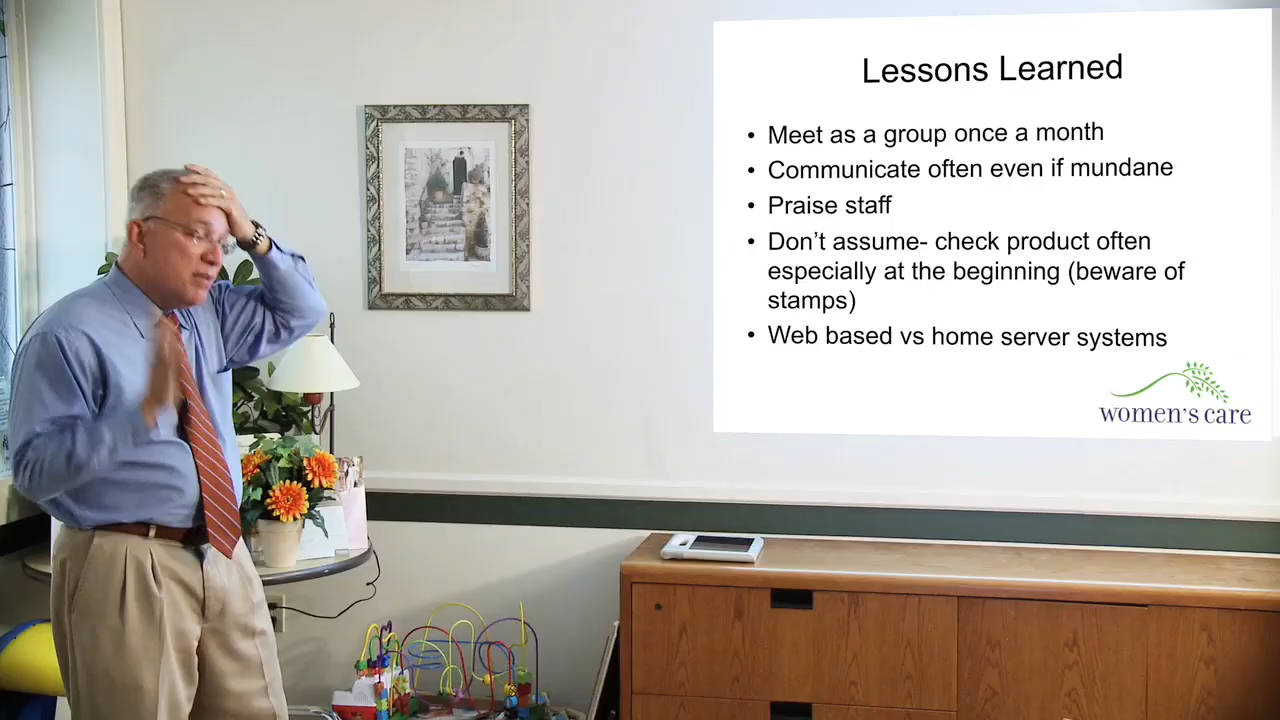 Lessons Learned
• Meet as a group once a month
• Communicate often even if mundane
• Praise staff
• Don't assume- check product often
especially at the beginning (beware of
stamps)
• Web based vs home server systems
women's care